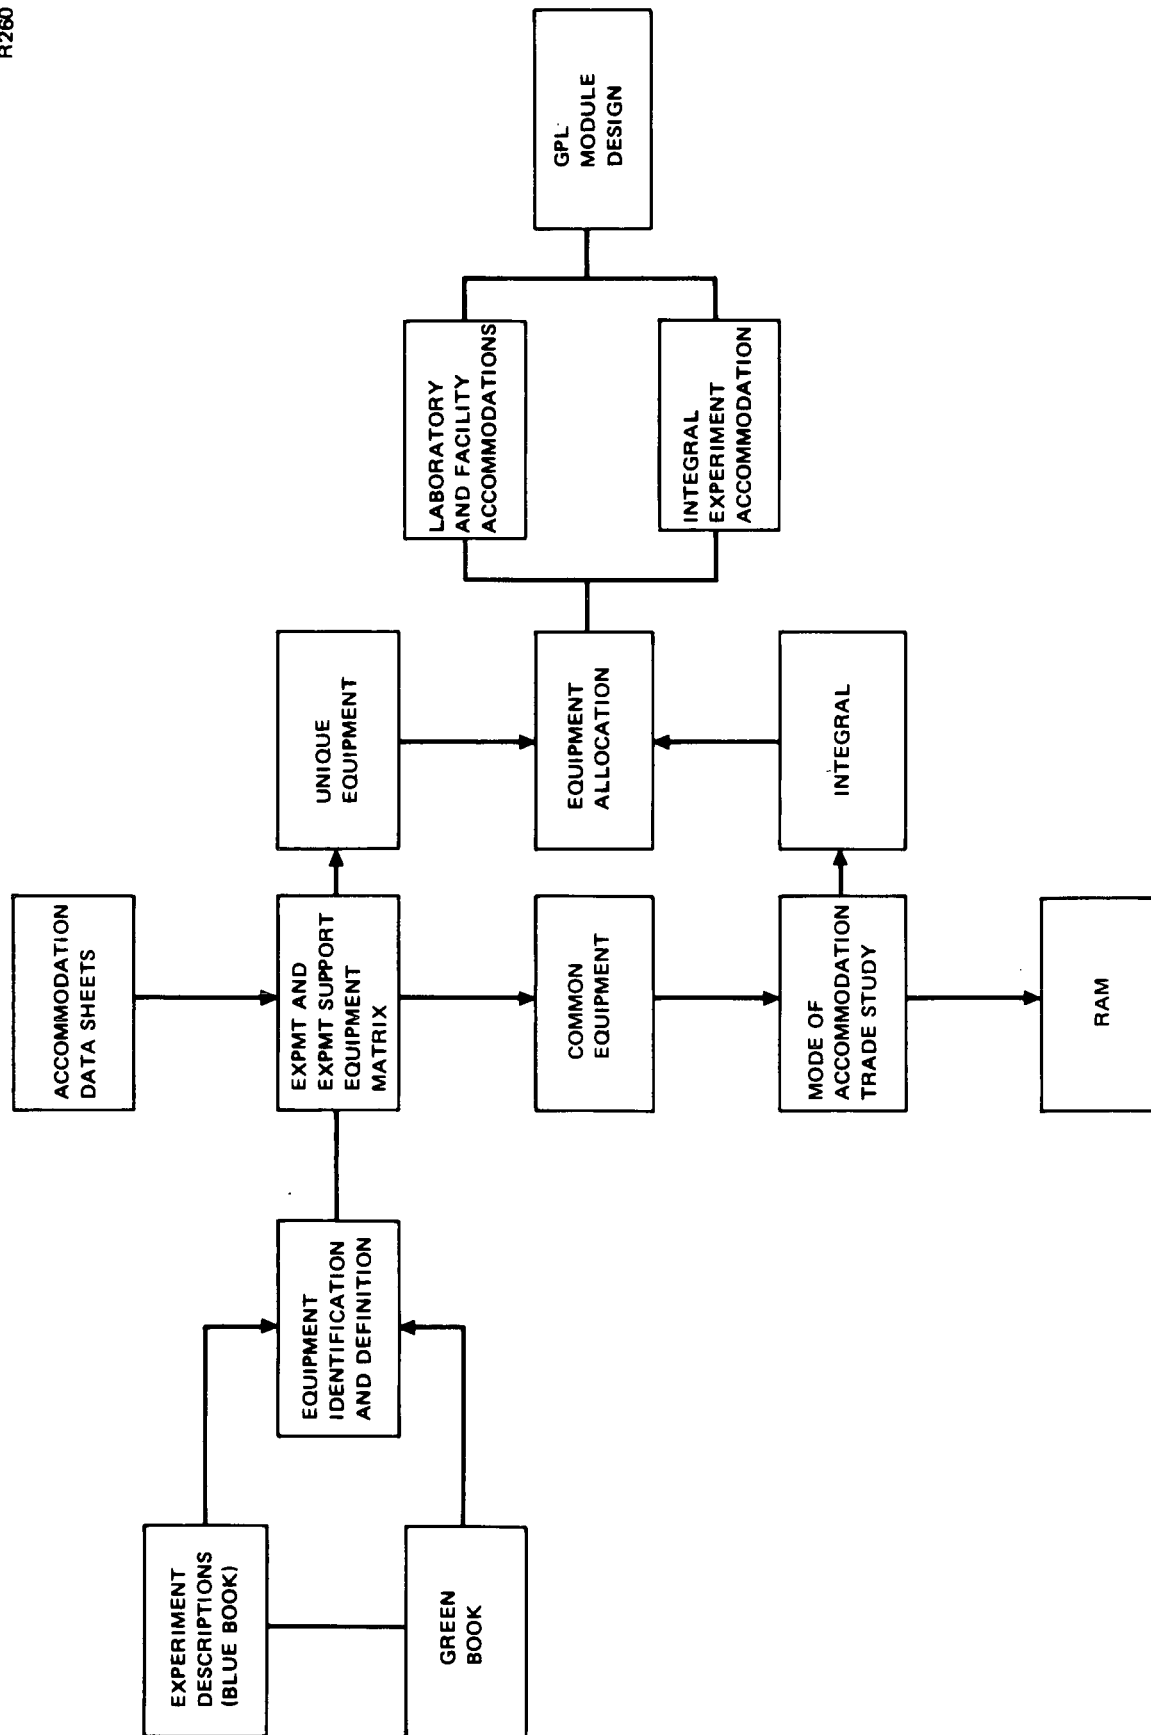 R260
EXPERIMENT
DESCRIPTIONS
(BLUE BOOK)
GREEN
BOOK
EQUIPMENT
IDENTIFICATION
AND DEFINITION
ACCOMMODATION
DATA SHEETS
EXPMT AND
EXPMT SUPPORT
EQUIPMENT
MATRIX
COMMON
EQUIPMENT
MODE OF
ACCOMMODATION
TRADE STUDY
RAM
UNIQUE
EQUIPMENT
EQUIPMENT
ALLOCATION
INTEGRAL
LABORATORY
AND FACILITY
ACCOMMODATIONS
INTEGRAL
EXPERIMENT
ACCOMMODATION
GPL
MODULE
DESIGN